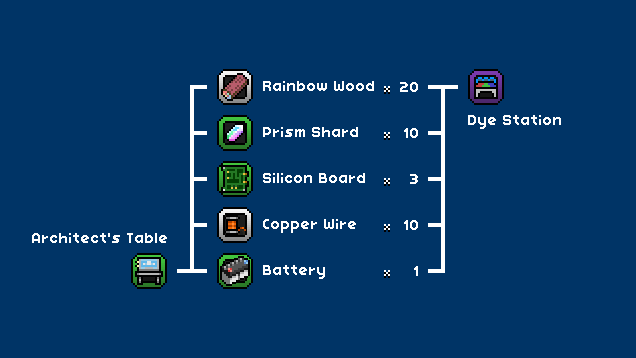 Rainbow Wood × 20
Dye Station
Prism Shard × 10
Silicon Board × 3
Copper Wire × 10
Architect's Table
Battery × 1